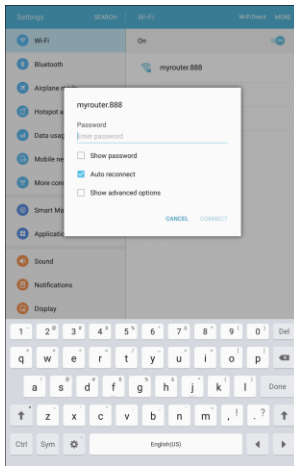 Settings SEARCH Wi-Fi Wi-Fi Direct MORE
Wi-Fi On
Bluetooth myrouter.888
Airplane
Hotspot a
Data usag
Mobile ne
More con
Smart Ma
Applicatio
Sound
Notifications
Display
myrouter.888
Password
Enter password
Show password
Auto reconnect
Show advanced options
CANCEL CONNECT
1 2 3 4 5 6 7 8 9 0 Del
q w e r t y u i o p
a s d f g h j k l Done
z x c v b n m , ! . ?
Ctrl Sym English(US)